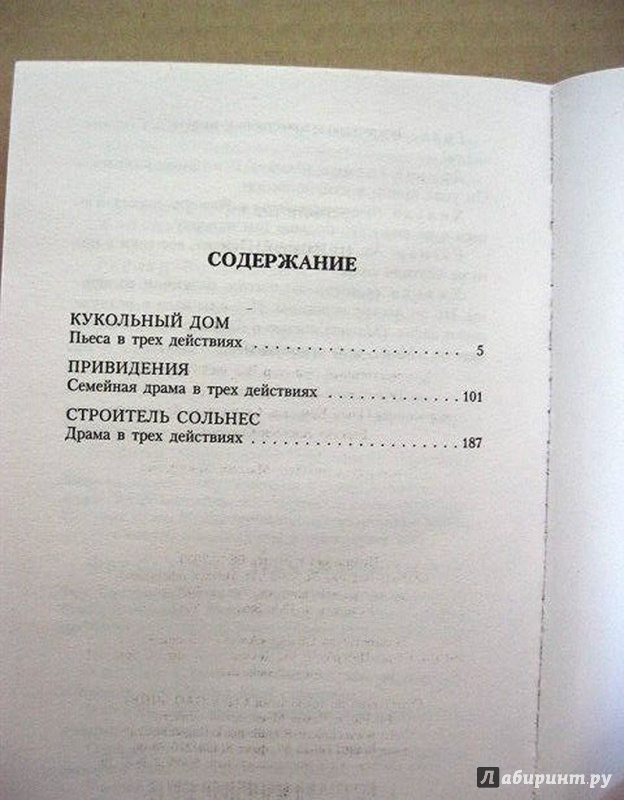 СОДЕРЖАНИЕ
КУКОЛЬНЫЙ ДОМ
Пьеса в трех действиях . . . . . . . . . . . . . . . . . . . . 5
ПРИВИДЕНИЯ
Семейная драма в трех действиях . . . . . . . . . . . . . 101
СТРОИТЕЛЬ СОЛЬНЕС
Драма в трех действиях . . . . . . . . . . . . . . . . . . . 187
Лабиринт.ру